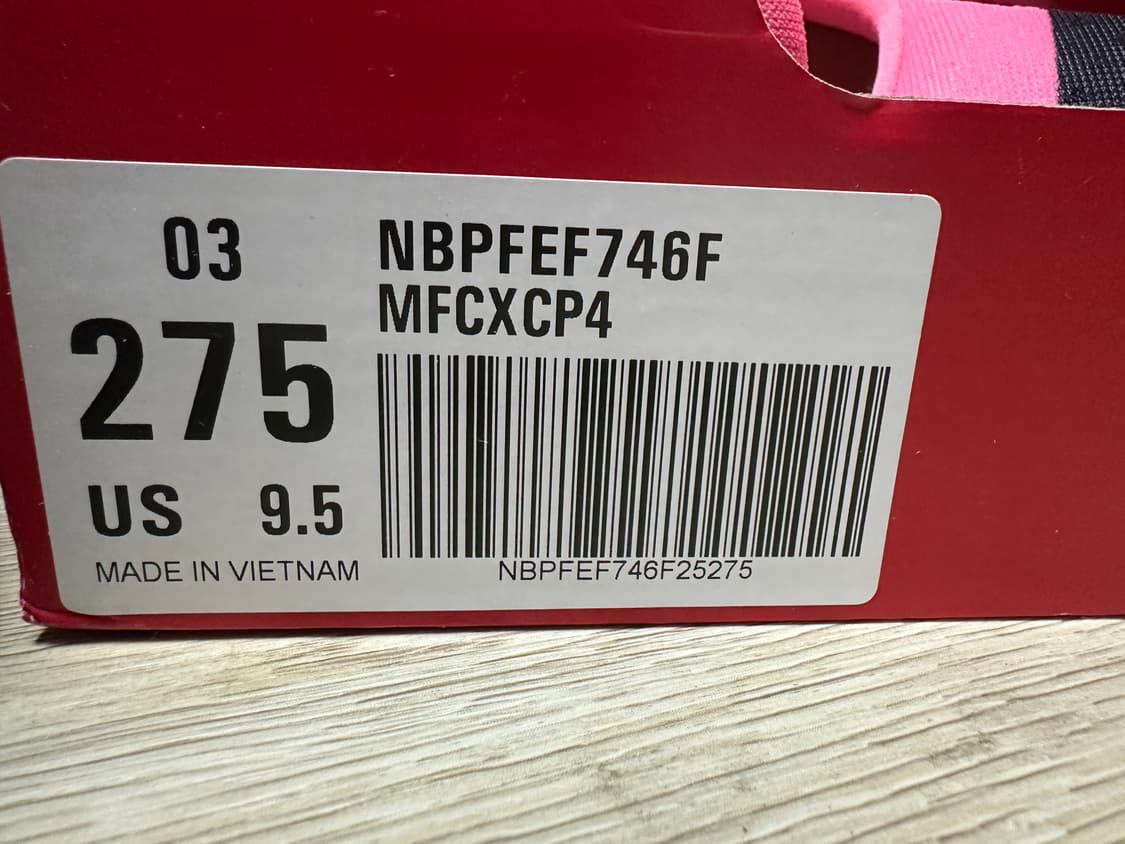 03
275
US 9.5
MADE IN VIETNAM
NBPFEF746F
MFCXCP4
NBPFEF746F25275